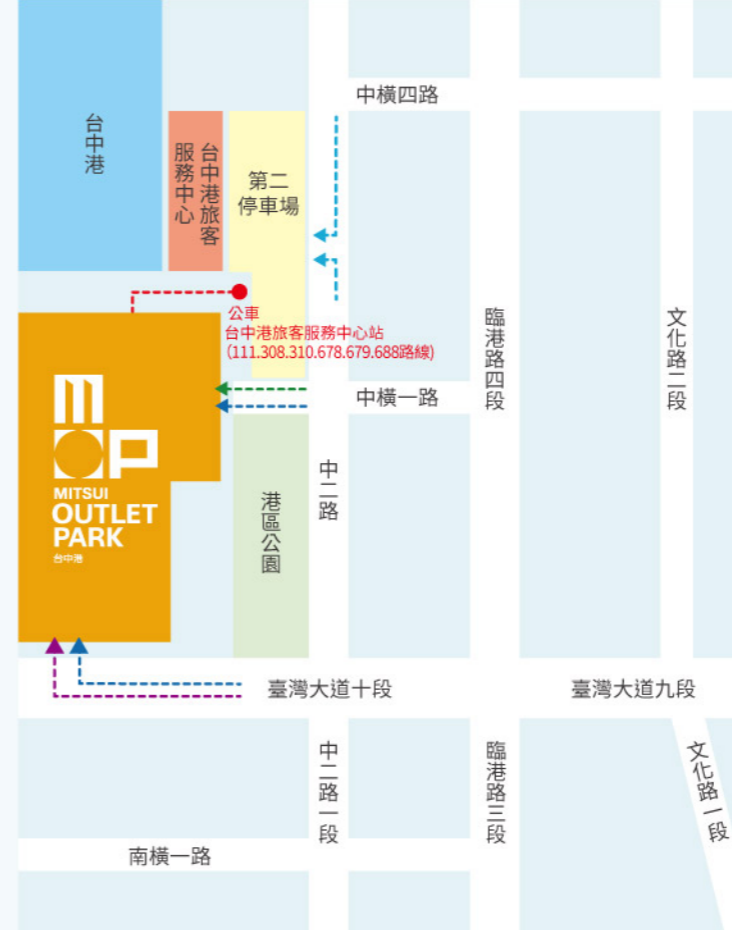 中橫四路
台中港
台中港旅客
服務中心
第二
停車場
公車
台中港旅客服務中心站
(111.308.310.678.679.688路線)
臨港路四段
文化路二段
中橫一路
MOP
MITSUI
OUTLET
PARK
台中港
中二路
港區公園
臺灣大道十段
臺灣大道九段
中二路一段
臨港路三段
文化路一段
南橫一路